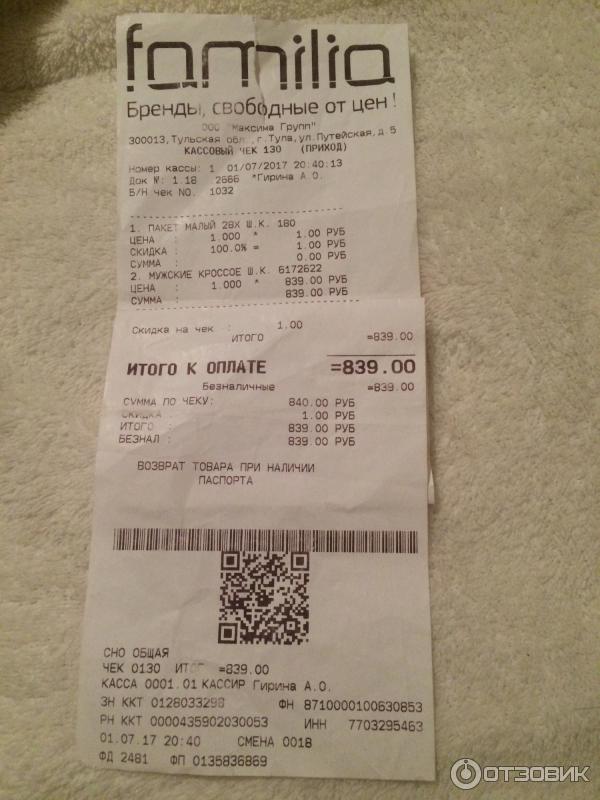 familia
Бренды, свободные от цен!
ООО "Максима Групп"
300013, Тульская обл., г. Тула, ул. Путейская, д. 5
КАССОВЫЙ ЧЕК 130 (ПРИХОД)
Номер кассы: 1 01/07/2017 20:40:13
Док №: 1.18 2666 *Гирина А.О.
Б/Н чек NO. 1032
1. ПАКЕТ МАЛЫЙ 28Х Ш.К. 180
ЦЕНА : 1.000 * 1.00 РУБ
СКИДКА : 100.0% = 1.00 РУБ
СУММА : 0.00 РУБ
2. МУЖСКИЕ КРОССОЕ Ш.К. 6172622
ЦЕНА : 1.000 * 839.00 РУБ
СУММА : 839.00 РУБ
Скидка на чек : 1.00
ИТОГО =839.00
ИТОГО К ОПЛАТЕ =839.00
Безналичные =839.00
СУММА ПО ЧЕКУ: 840.00 РУБ
СКИДКА : 1.00 РУБ
ИТОГО : 839.00 РУБ
БЕЗНАЛ : 839.00 РУБ
ВОЗВРАТ ТОВАРА ПРИ НАЛИЧИИ
ПАСПОРТА
СНО ОБЩАЯ
ЧЕК 0130 ИТОГ =839.00
КАССА 0001.01 КАССИР Гирина А.О.
ЗН ККТ 0128033298 ФН 8710000100630853
РН ККТ 0000435902030053 ИНН 7703295463
01.07.17 20:40 СМЕНА 0018
ФД 2481 ФП 0135836869
ОТЗОВИК